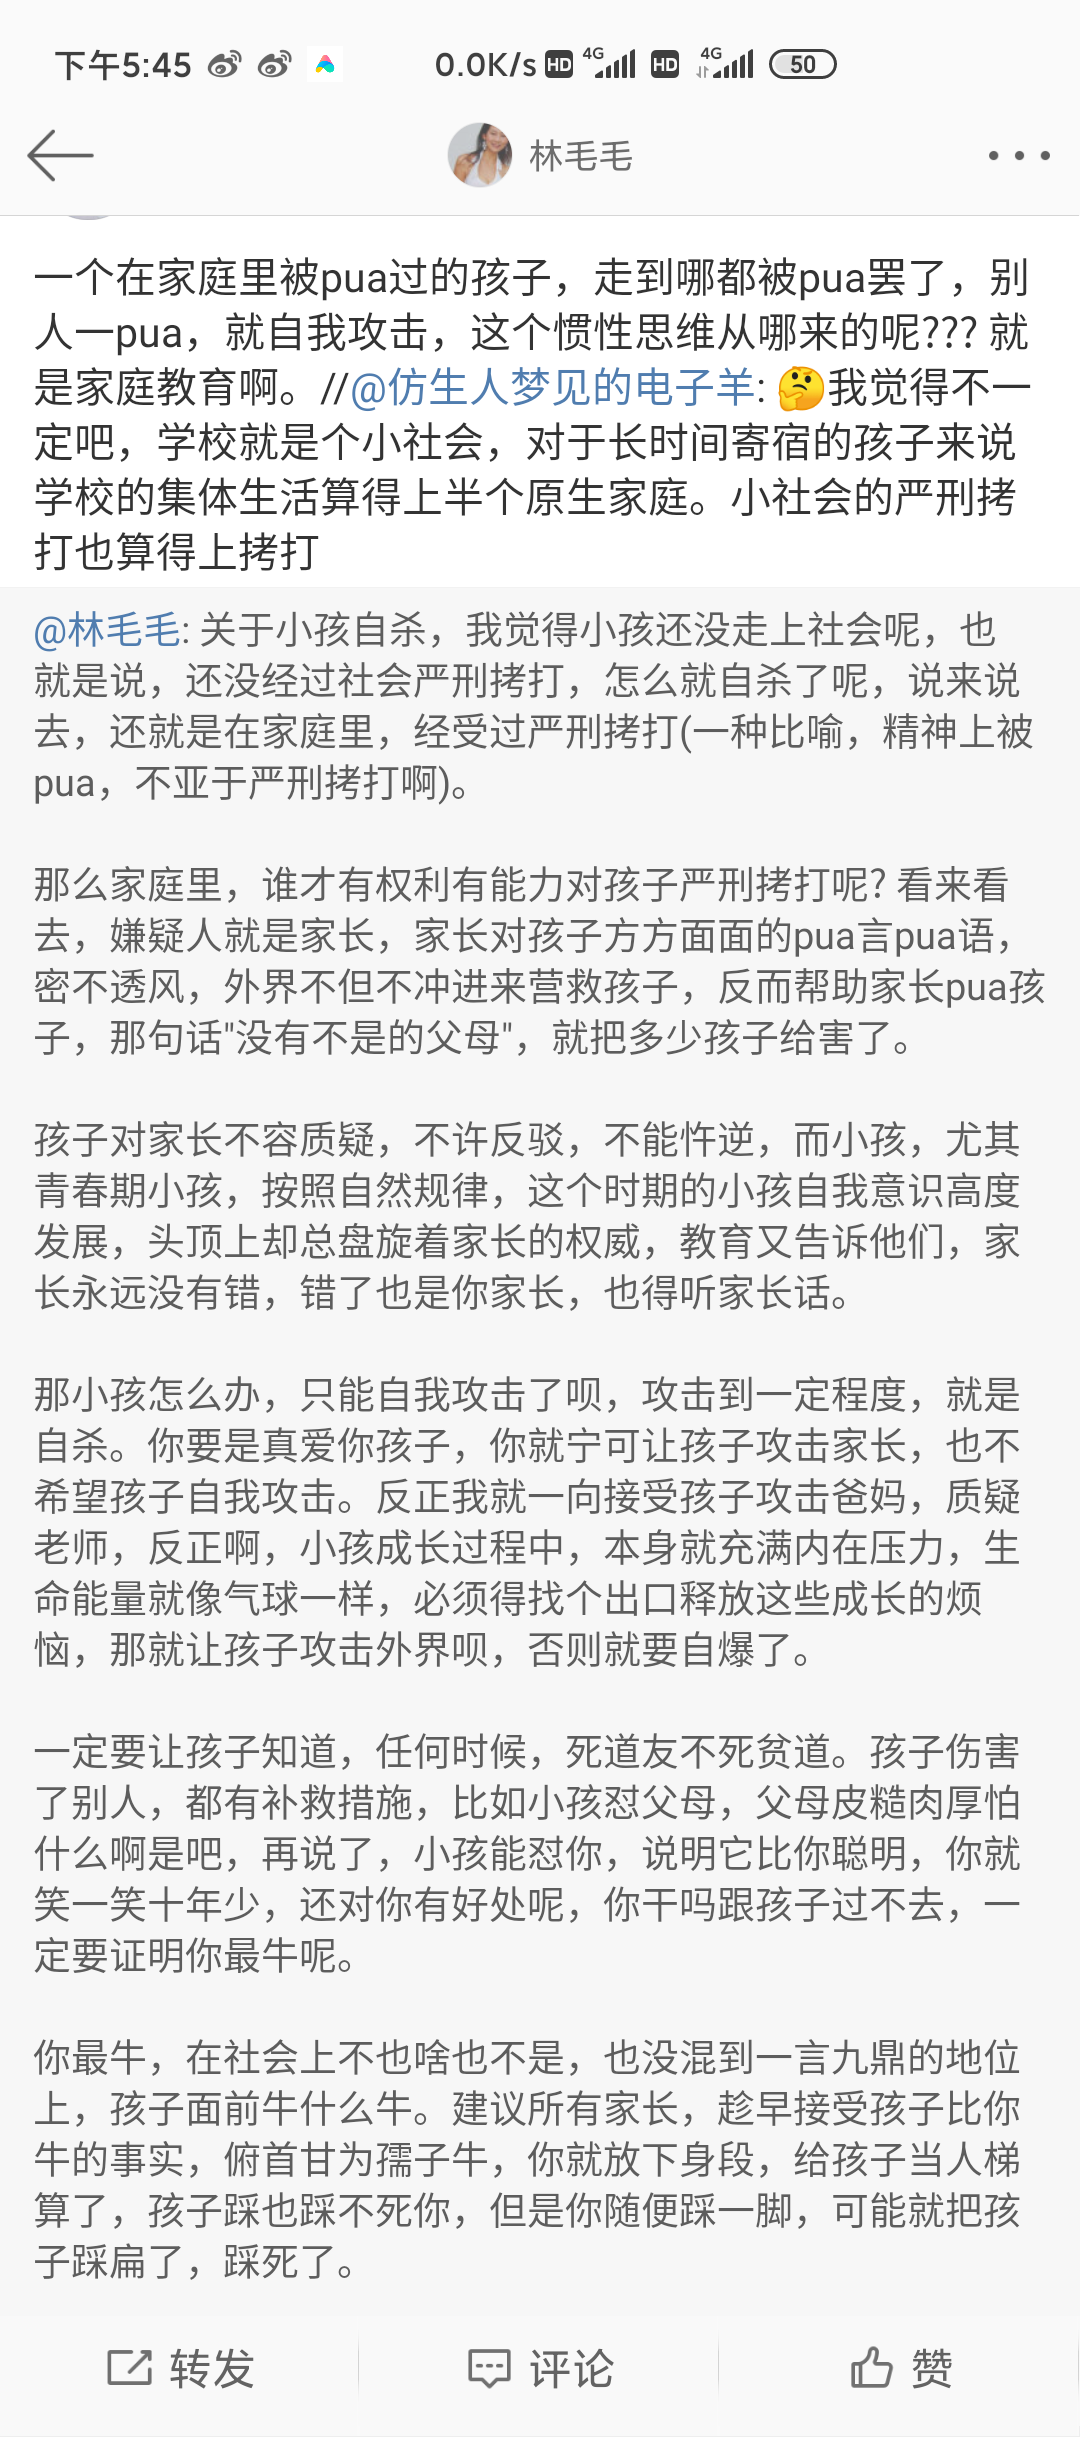 下午5:45 0.0K/s HD 4G HD 4G 50
林毛毛
一个在家庭里被pua过的孩子，走到哪都被pua罢了，别
人一pua，就自我攻击，这个惯性思维从哪来的呢??? 就
是家庭教育啊。//@仿生人梦见的电子羊: 🤔我觉得不一
定吧，学校就是个小社会，对于长时间寄宿的孩子来说
学校的集体生活算得上半个原生家庭。小社会的严刑拷
打也算得上拷打
@林毛毛: 关于小孩自杀，我觉得小孩还没走上社会呢，也
就是说，还没经过社会严刑拷打，怎么就自杀了呢，说来说
去，还就是在家庭里，经受过严刑拷打(一种比喻，精神上被
pua，不亚于严刑拷打啊)。
那么家庭里，谁才有权利有能力对孩子严刑拷打呢? 看来看
去，嫌疑人就是家长，家长对孩子方方面面的pua言pua语，
密不透风，外界不但不冲进来营救孩子，反而帮助家长pua孩
子，那句话"没有不是的父母"，就把多少孩子给害了。
孩子对家长不容质疑，不许反驳，不能忤逆，而小孩，尤其
青春期小孩，按照自然规律，这个时期的小孩自我意识高度
发展，头顶上却总盘旋着家长的权威，教育又告诉他们，家
长永远没有错，错了也是你家长，也得听家长话。
那小孩怎么办，只能自我攻击了呗，攻击到一定程度，就是
自杀。你要是真爱你孩子，你就宁可让孩子攻击家长，也不
希望孩子自我攻击。反正我就一向接受孩子攻击爸妈，质疑
老师，反正啊，小孩成长过程中，本身就充满内在压力，生
命能量就像气球一样，必须得找个出口释放这些成长的烦
恼，那就让孩子攻击外界呗，否则就要自爆了。
一定要让孩子知道，任何时候，死道友不死贫道。孩子伤害
了别人，都有补救措施，比如小孩怼父母，父母皮糙肉厚怕
什么啊是吧，再说了，小孩能怼你，说明它比你聪明，你就
笑一笑十年少，还对你有好处呢，你干吗跟孩子过不去，一
定要证明你最牛呢。
你最牛，在社会上不也啥也不是，也没混到一言九鼎的地位
上，孩子面前牛什么牛。建议所有家长，趁早接受孩子比你
牛的事实，俯首甘为孺子牛，你就放下身段，给孩子当人梯
算了，孩子踩也踩不死你，但是你随便踩一脚，可能就把孩
子踩扁了，踩死了。
转发 评论 赞